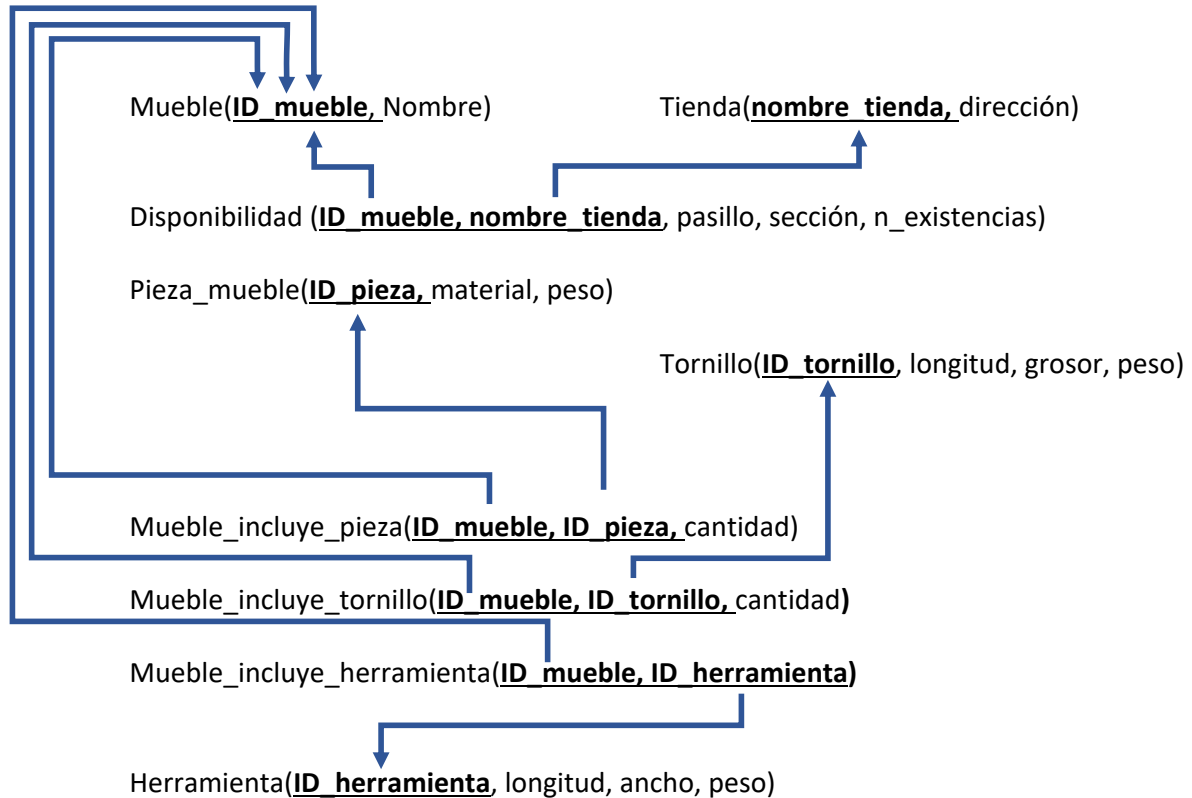 Mueble(ID_mueble, Nombre)
Tienda(nombre_tienda, dirección)
Disponibilidad (ID_mueble, nombre_tienda, pasillo, sección, n_existencias)
Pieza_mueble(ID_pieza, material, peso)
Tornillo(ID_tornillo, longitud, grosor, peso)
Mueble_incluye_pieza(ID_mueble, ID_pieza, cantidad)
Mueble_incluye_tornillo(ID_mueble, ID_tornillo, cantidad)
Mueble_incluye_herramienta(ID_mueble, ID_herramienta)
Herramienta(ID_herramienta, longitud, ancho, peso)